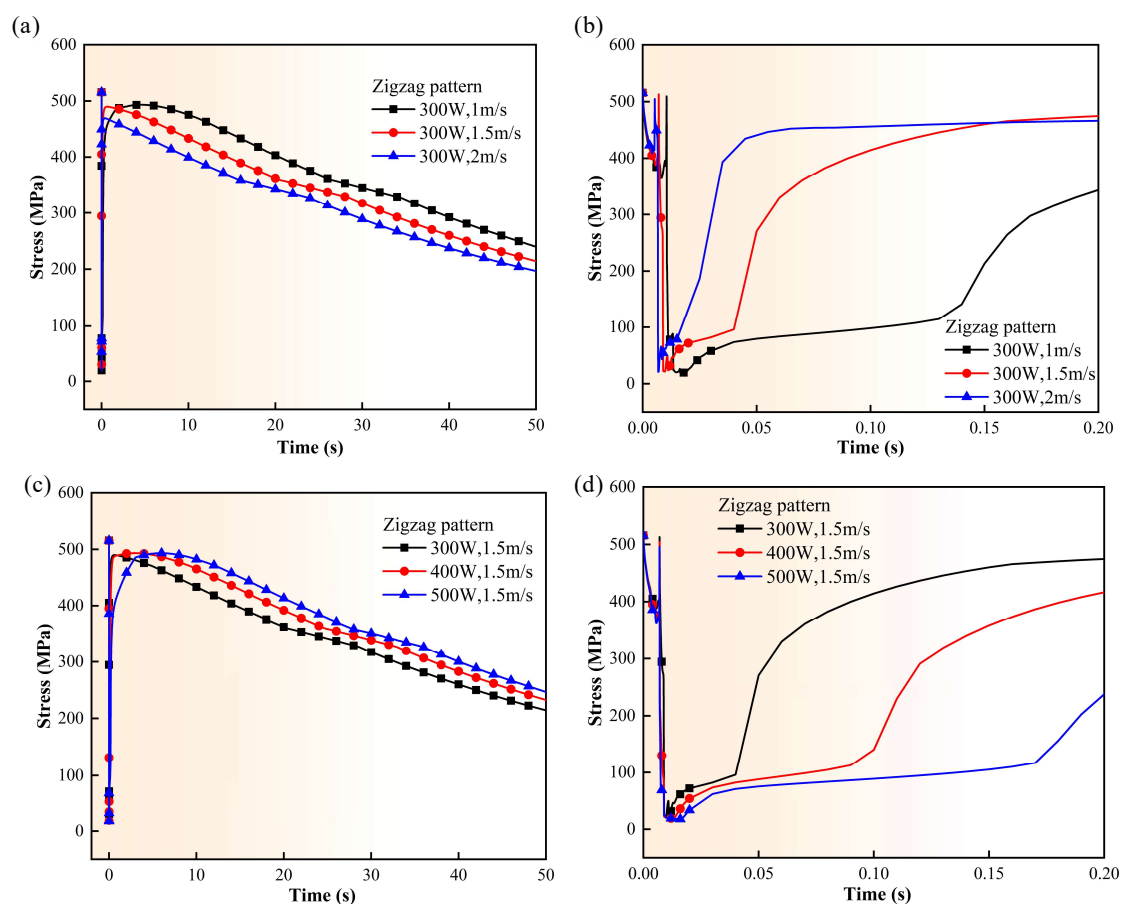 (a)
600
500
400
300
200
100
0
Stress (MPa)
0
10
20
30
40
50
Time (s)
Zigzag pattern
300W,1m/s
300W,1.5m/s
300W,2m/s
(b)
600
500
400
300
200
100
0
Stress (MPa)
0.00
0.05
0.10
0.15
0.20
Time (s)
Zigzag pattern
300W,1m/s
300W,1.5m/s
300W,2m/s
(c)
600
500
400
300
200
100
0
Stress (MPa)
0
10
20
30
40
50
Time (s)
Zigzag pattern
300W,1.5m/s
400W,1.5m/s
500W,1.5m/s
(d)
600
500
400
300
200
100
0
Stress (MPa)
0.00
0.05
0.10
0.15
0.20
Time (s)
Zigzag pattern
300W,1.5m/s
400W,1.5m/s
500W,1.5m/s